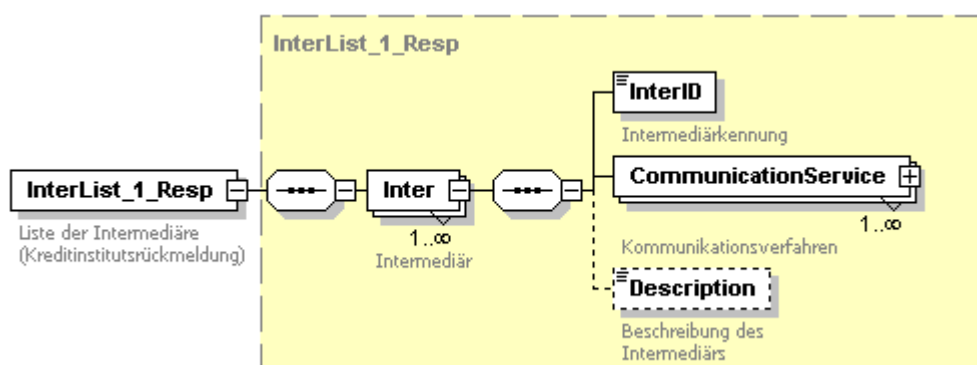 InterList_1_Resp
InterID
Intermediärkennung
InterList_1_Resp
Liste der Intermediäre
(Kreditinstitutsrückmeldung)
Inter
1..∞
Intermediär
CommunicationService
1..∞
Kommunikationsverfahren
Description
Beschreibung des
Intermediärs